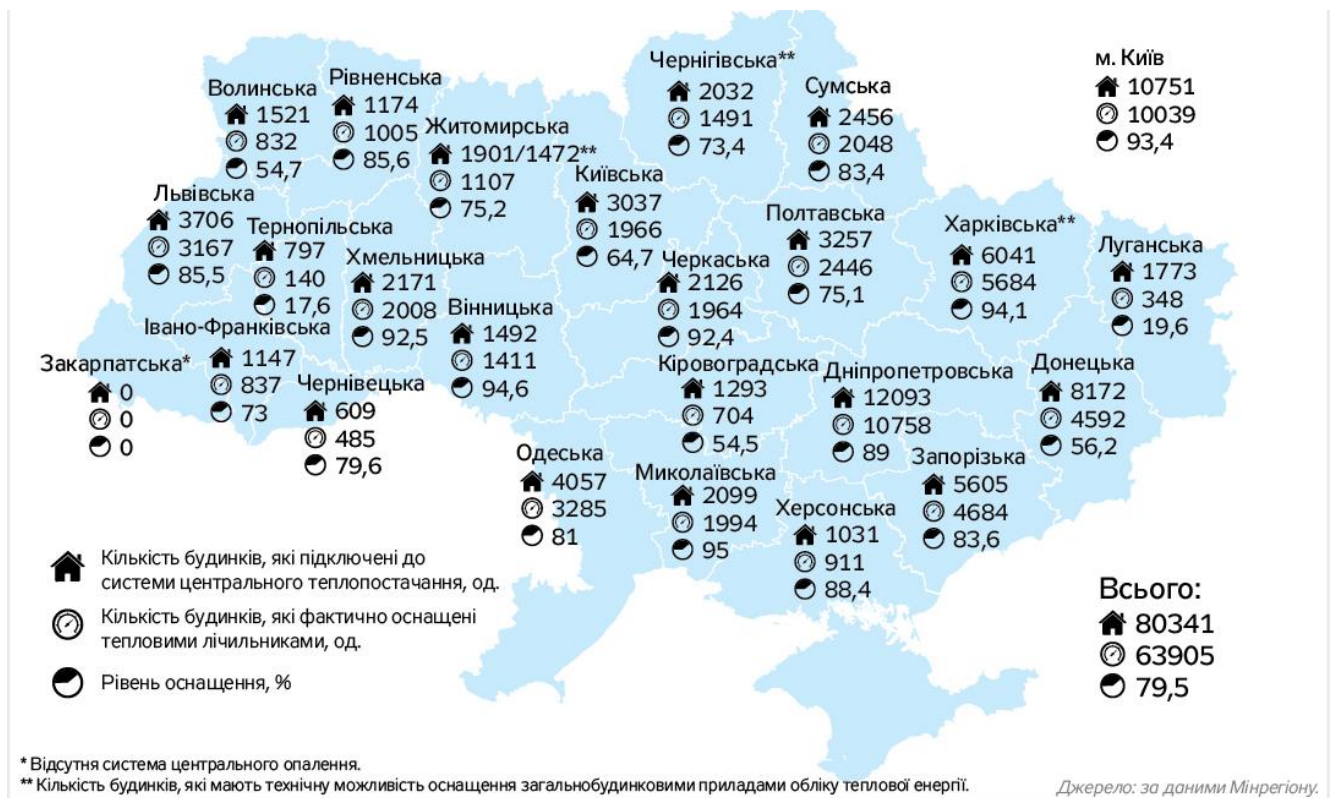 Волинська
1521
832
54,7
Рівненська
1174
1005
85,6
Житомирська
1901/1472**
1107
75,2
Чернігівська**
2032
1491
73,4
Сумська
2456
2048
83,4
м. Київ
10751
10039
93,4
Львівська
3706
3167
85,5
Тернопільська
797
140
17,6
Хмельницька
2171
2008
92,5
Київська
3037
1966
64,7
Черкаська
2126
1964
92,4
Полтавська
3257
2446
75,1
Харківська**
6041
5684
94,1
Луганська
1773
348
19,6
Закарпатська*
0
0
0
Івано-Франківська
1147
837
73
Чернівецька
609
485
79,6
Вінницька
1492
1411
94,6
Кіровоградська
1293
704
54,5
Дніпропетровська
12093
10758
89
Донецька
8172
4592
56,2
Одеська
4057
3285
81
Миколаївська
2099
1994
95
Херсонська
1031
911
88,4
Запорізька
5605
4684
83,6
Кількість будинків, які підключені до
системи центрального теплопостачання, од.
Кількість будинків, які фактично оснащені
тепловими лічильниками, од.
Рівень оснащення, %
Всього:
80341
63905
79,5
* Відсутня система центрального опалення.
** Кількість будинків, які мають технічну можливість оснащення загальнобудинковими приладами обліку теплової енергії.
Джерело: за даними Мінрегіону.